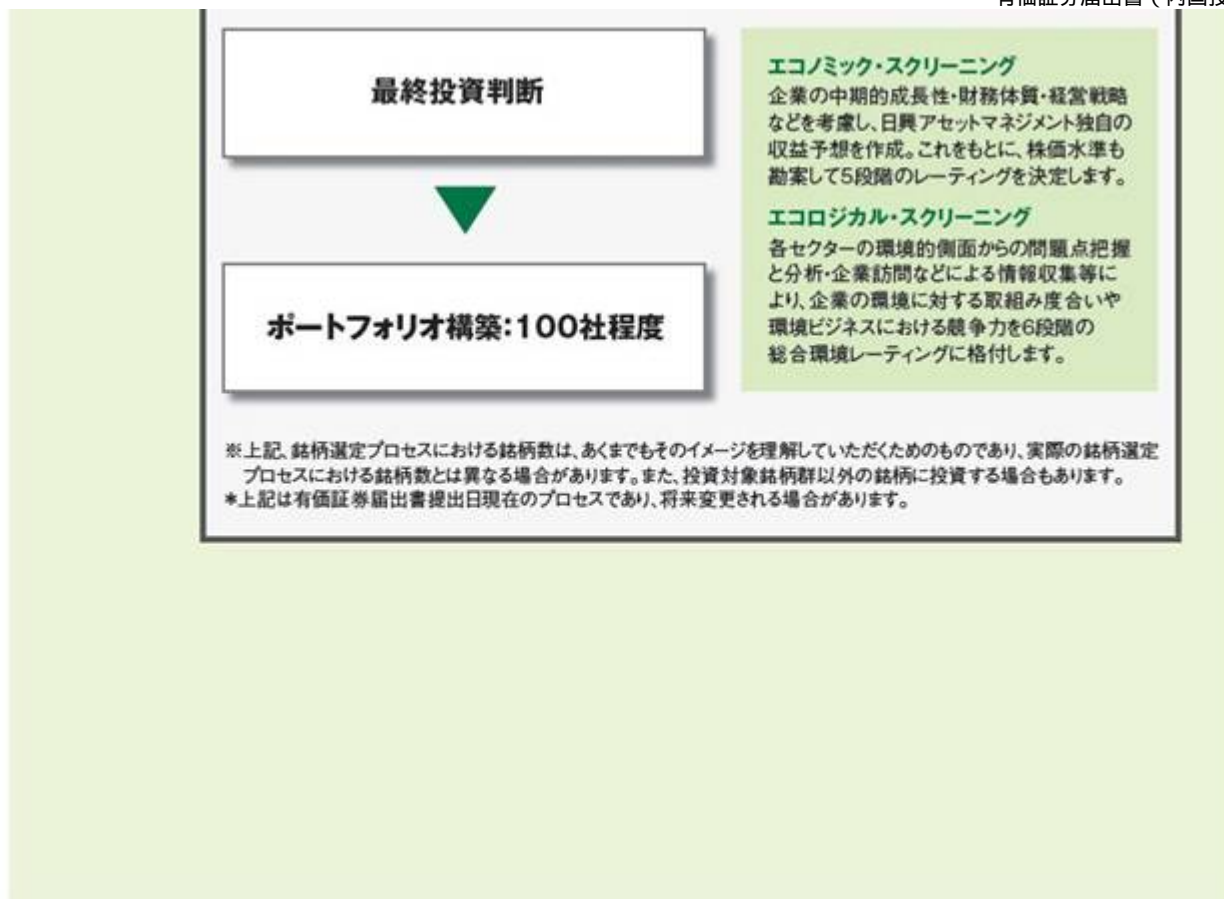 最終投資判断
エコノミック・スクリーニング
企業の中期的成長性・財務体質・経営戦略
などを考慮し、日興アセットマネジメント独自の
収益予想を作成。これをもとに、株価水準も
勘案して5段階のレーティングを決定します。
エコロジカル・スクリーニング
各セクターの環境的側面からの問題点把握
と分析・企業訪問などによる情報収集等に
より、企業の環境に対する取組み度合いや
環境ビジネスにおける競争力を6段階の
総合環境レーティングに格付します。
ポートフォリオ構築：100社程度
※上記、銘柄選定プロセスにおける銘柄数は、あくまでもそのイメージを理解していただくためのものであり、実際の銘柄選定
プロセスにおける銘柄数とは異なる場合があります。また、投資対象銘柄群以外の銘柄に投資する場合もあります。
＊上記は有価証券届出書提出日現在のプロセスであり、将来変更される場合があります。